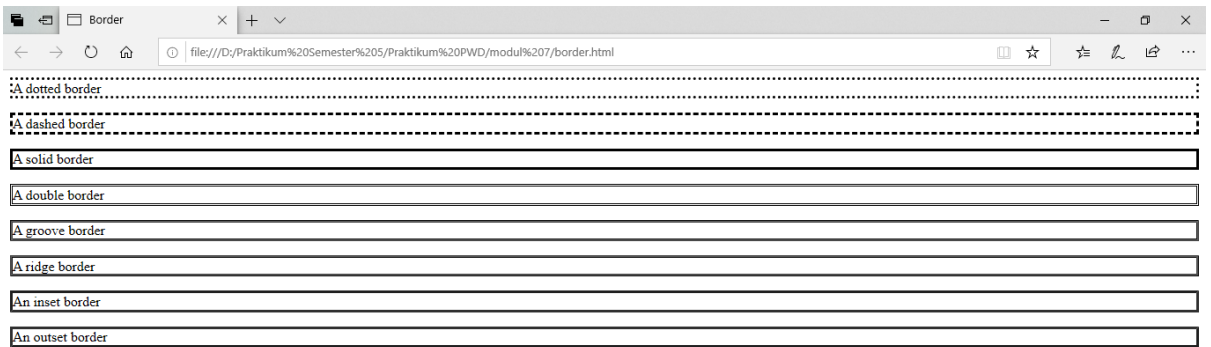 Border
file:///D:/Praktikum%20Semester%205/Praktikum%20PWD/modul%207/border.html
A dotted border
A dashed border
A solid border
A double border
A groove border
A ridge border
An inset border
An outset border